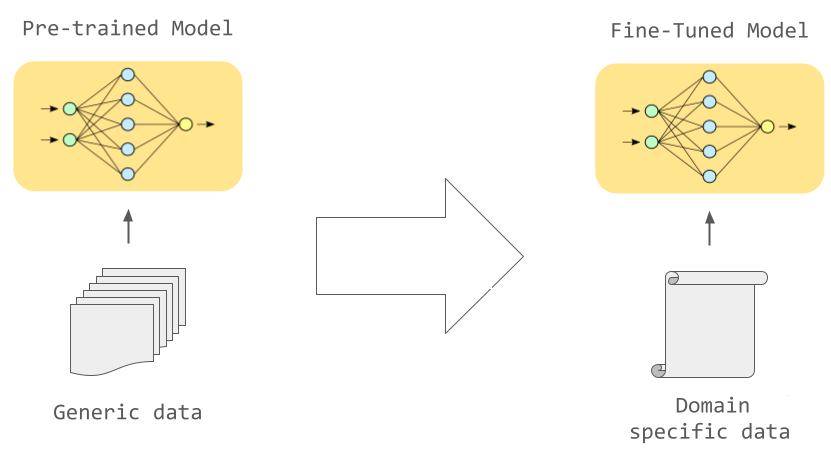 Pre-trained Model
Fine-Tuned Model
Generic data
Domain
specific data